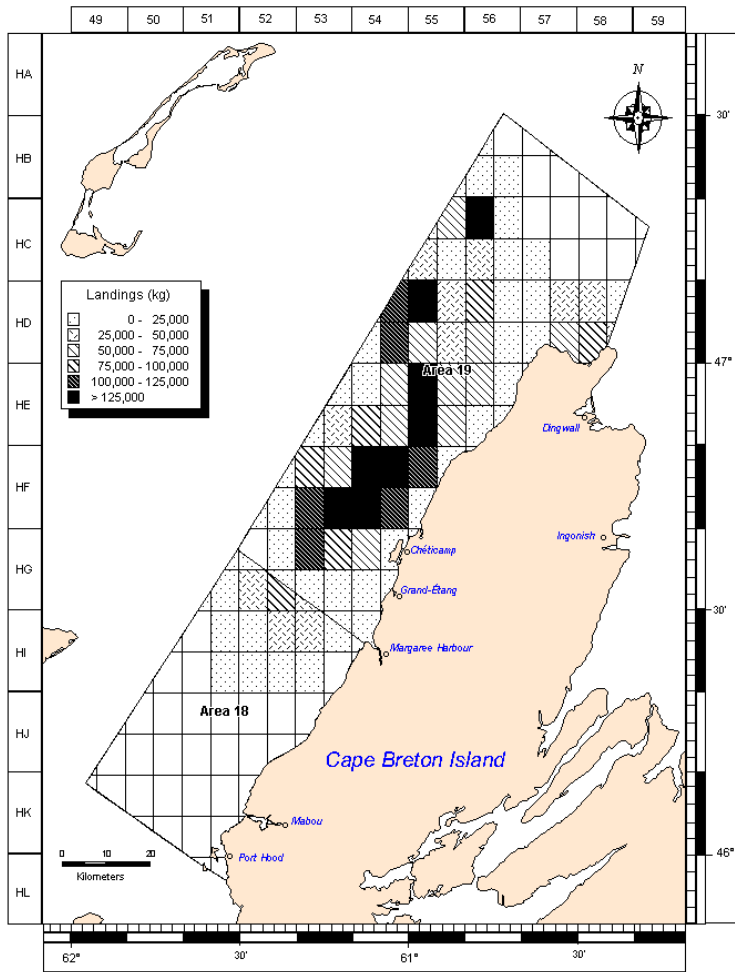 49 50 51 52 53 54 55 56 57 58 59
HA
N
30'
HB
HC
Landings (kg)
0 - 25,000
25,000 - 50,000
50,000 - 75,000
75,000 - 100,000
100,000 - 125,000
> 125,000
HD
47°
Area 19
HE
Dingwall
HF
Ingonish
Chéticamp
HG
Grand-Étang
30'
HI
Margaree Harbour
Area 18
HJ
Cape Breton Island
HK
Mabou
Port Hood
46°
0 10 20
Kilometers
HL
62° 30' 61° 30'